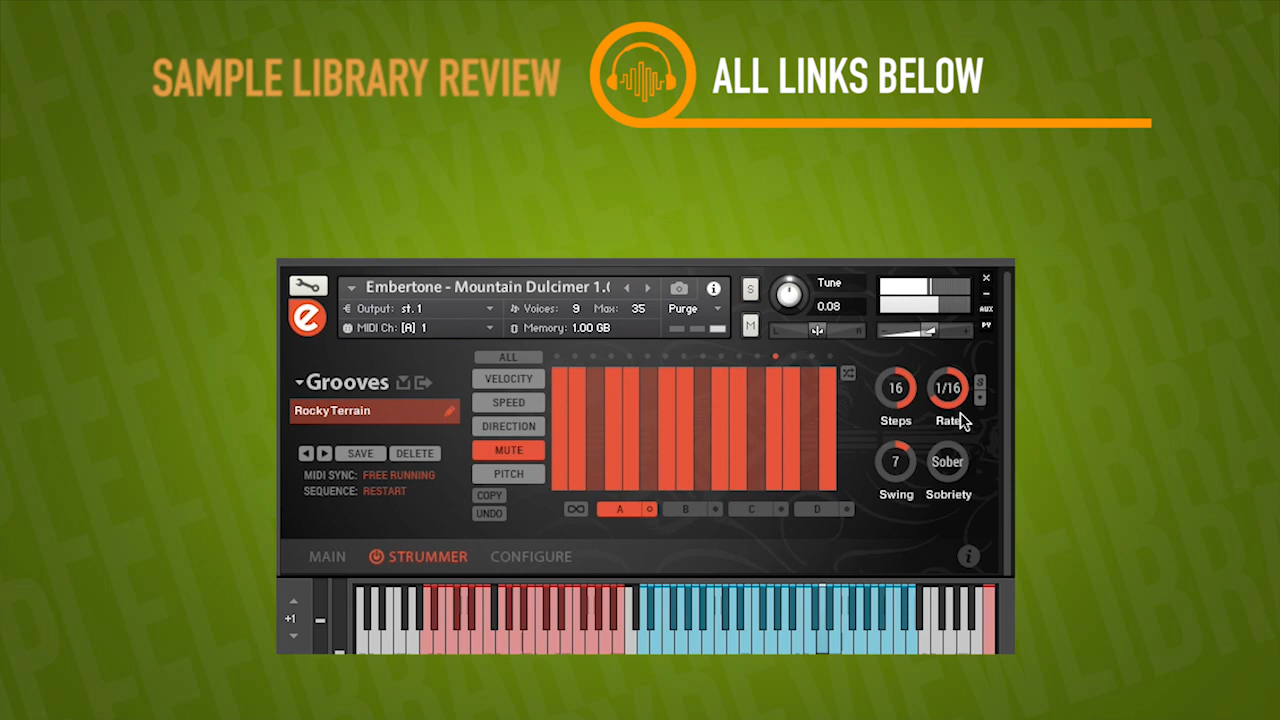 SAMPLE LIBRARY REVIEW
ALL LINKS BELOW
Embertone - Mountain Dulcimer 1.0
Output: st.1
Voices: 9 Max: 35
Purge
MIDI Ch: [A] 1
Memory: 1.00 GB
S
M
Tune
0.08
L
R
AUX
PV
Grooves
RockyTerrain
SAVE
DELETE
MIDI SYNC: FREE RUNNING
SEQUENCE: RESTART
ALL
VELOCITY
SPEED
DIRECTION
MUTE
PITCH
COPY
UNDO
A
B
C
D
16
1/16
S
Steps
Rate
7
Sober
Swing
Sobriety
MAIN
STRUMMER
CONFIGURE
i
+1